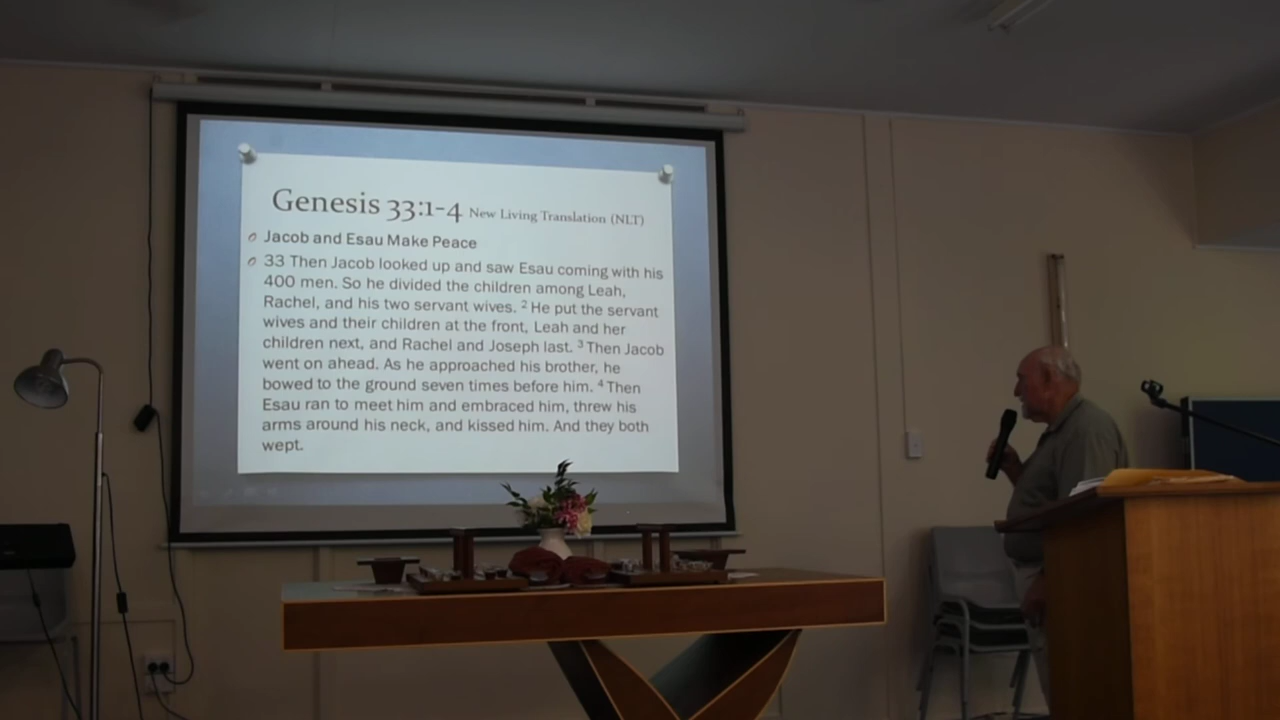 Genesis 33:1-4 New Living Translation (NLT)
Jacob and Esau Make Peace
33 Then Jacob looked up and saw Esau coming with his
400 men. So he divided the children among Leah,
Rachel, and his two servant wives. ² He put the servant
wives and their children at the front, Leah and her
children next, and Rachel and Joseph last. ³ Then Jacob
went on ahead. As he approached his brother, he
bowed to the ground seven times before him. ⁴ Then
Esau ran to meet him and embraced him, threw his
arms around his neck, and kissed him. And they both
wept.